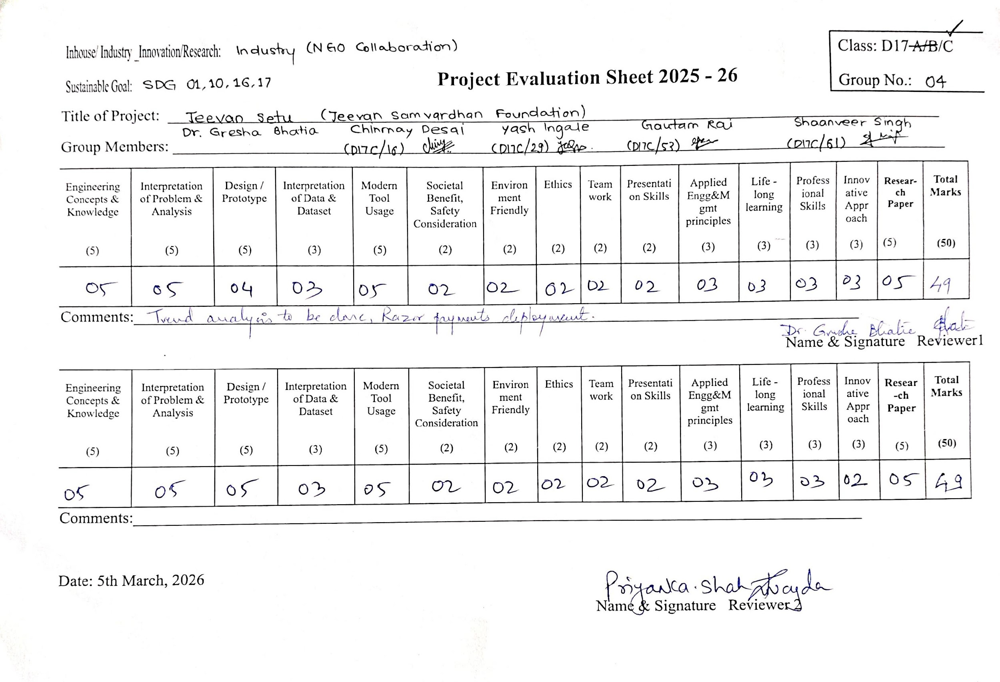 Inhouse/ Industry_Innovation/Research: Industry (NGO Collaboration)
Class: D17-A/B/C
Sustainable Goal: SDG 01, 10, 16, 17
Project Evaluation Sheet 2025 - 26
Group No.: 04
Title of Project: Jeevan Setu (Jeevan Samvardhan Foundation)
Dr. Gresha Bhatia Chinmay Desai Yash Ingale Gautam Rai Shaanveer Singh
Group Members: (D17C/16) (D17C/29) (D17C/53) (D17C/61)
Engineering Concepts & Knowledge (5) Interpretation of Problem & Analysis (5) Design / Prototype (5) Interpretation of Data & Dataset (3) Modern Tool Usage (5) Societal Benefit, Safety Consideration (2) Environ ment Friendly (2) Ethics (2) Team work (2) Presentati on Skills (2) Applied Engg&M gmt principles (3) Life - long learning (3) Profess ional Skills (3) Innov ative Appr oach (3) Resear- ch Paper (5) Total Marks (50)
05 05 04 03 05 02 02 02 02 02 03 03 03 03 05 49
Comments: Trend analysis to be done, Razor payments deployment.
Dr. Gresha Bhatia
Name & Signature Reviewer1
Engineering Concepts & Knowledge (5) Interpretation of Problem & Analysis (5) Design / Prototype (5) Interpretation of Data & Dataset (3) Modern Tool Usage (5) Societal Benefit, Safety Consideration (2) Environ ment Friendly (2) Ethics (2) Team work (2) Presentati on Skills (2) Applied Engg&M gmt principles (3) Life - long learning (3) Profess ional Skills (3) Innov ative Appr oach (3) Resear -ch Paper (5) Total Marks (50)
05 05 05 03 05 02 02 02 02 02 03 03 03 02 05 49
Comments:
Date: 5th March, 2026
Priyanka. Shah
Name & Signature Reviewer2